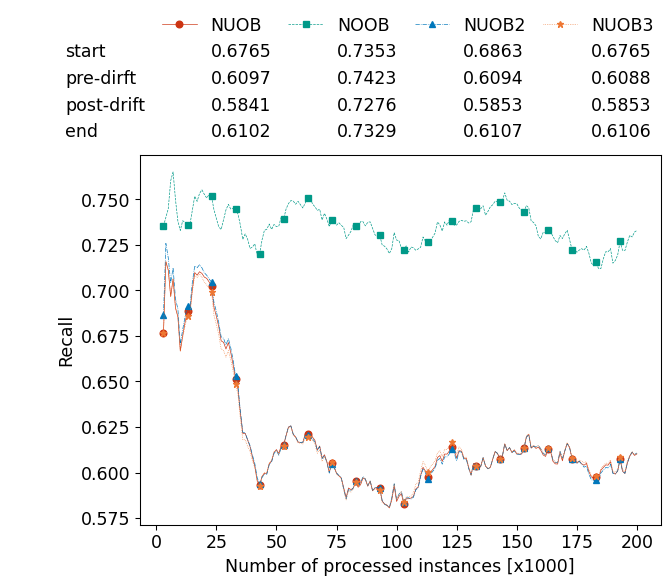 NUOB NOOB NUOB2 NUOB3
start 0.6765 0.7353 0.6863 0.6765
pre-dirft 0.6097 0.7423 0.6094 0.6088
post-drift 0.5841 0.7276 0.5853 0.5853
end 0.6102 0.7329 0.6107 0.6106
Recall
0.750
0.725
0.700
0.675
0.650
0.625
0.600
0.575
0 25 50 75 100 125 150 175 200
Number of processed instances [x1000]